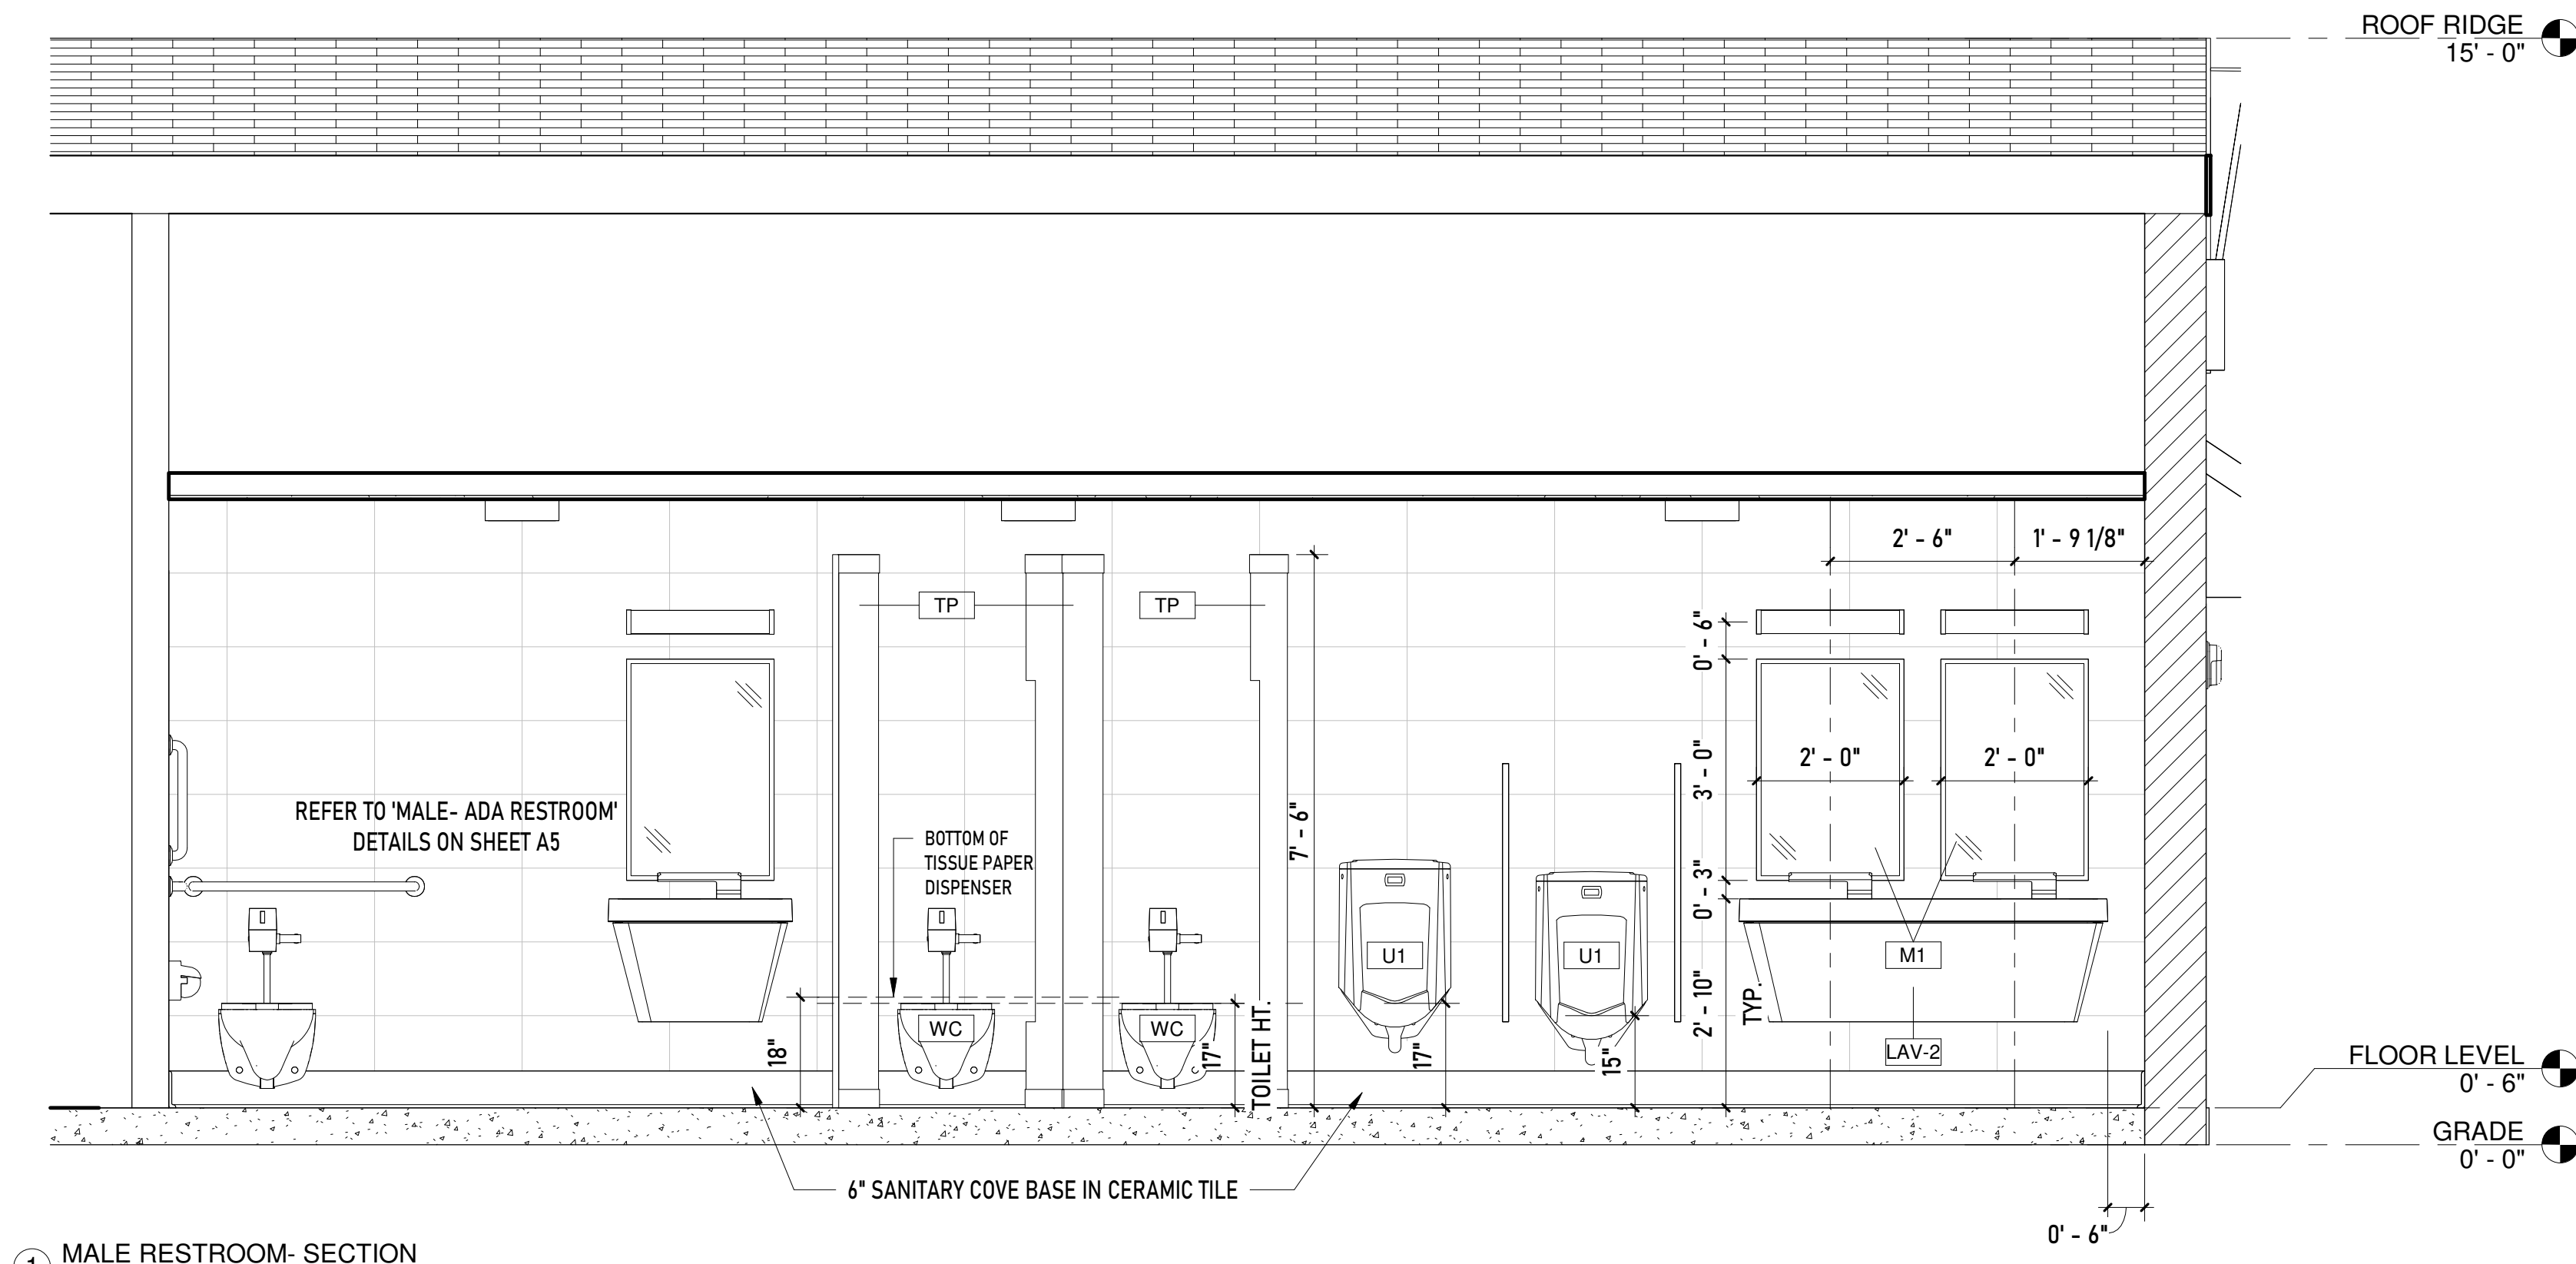 ROOF RIDGE
15' - 0"
2' - 6"
1' - 9 1/8"
TP
TP
0' - 6"
3' - 0"
2' - 0"
2' - 0"
REFER TO 'MALE- ADA RESTROOM'
DETAILS ON SHEET A5
BOTTOM OF
TISSUE PAPER
DISPENSER
7' - 6"
0' - 3"
U1
U1
M1
WC
WC
18"
17"
TOILET HT.
17"
15"
2' - 10"
TYP.
LAV-2
FLOOR LEVEL
0' - 6"
GRADE
0' - 0"
6" SANITARY COVE BASE IN CERAMIC TILE
0' - 6"
1
MALE RESTROOM- SECTION